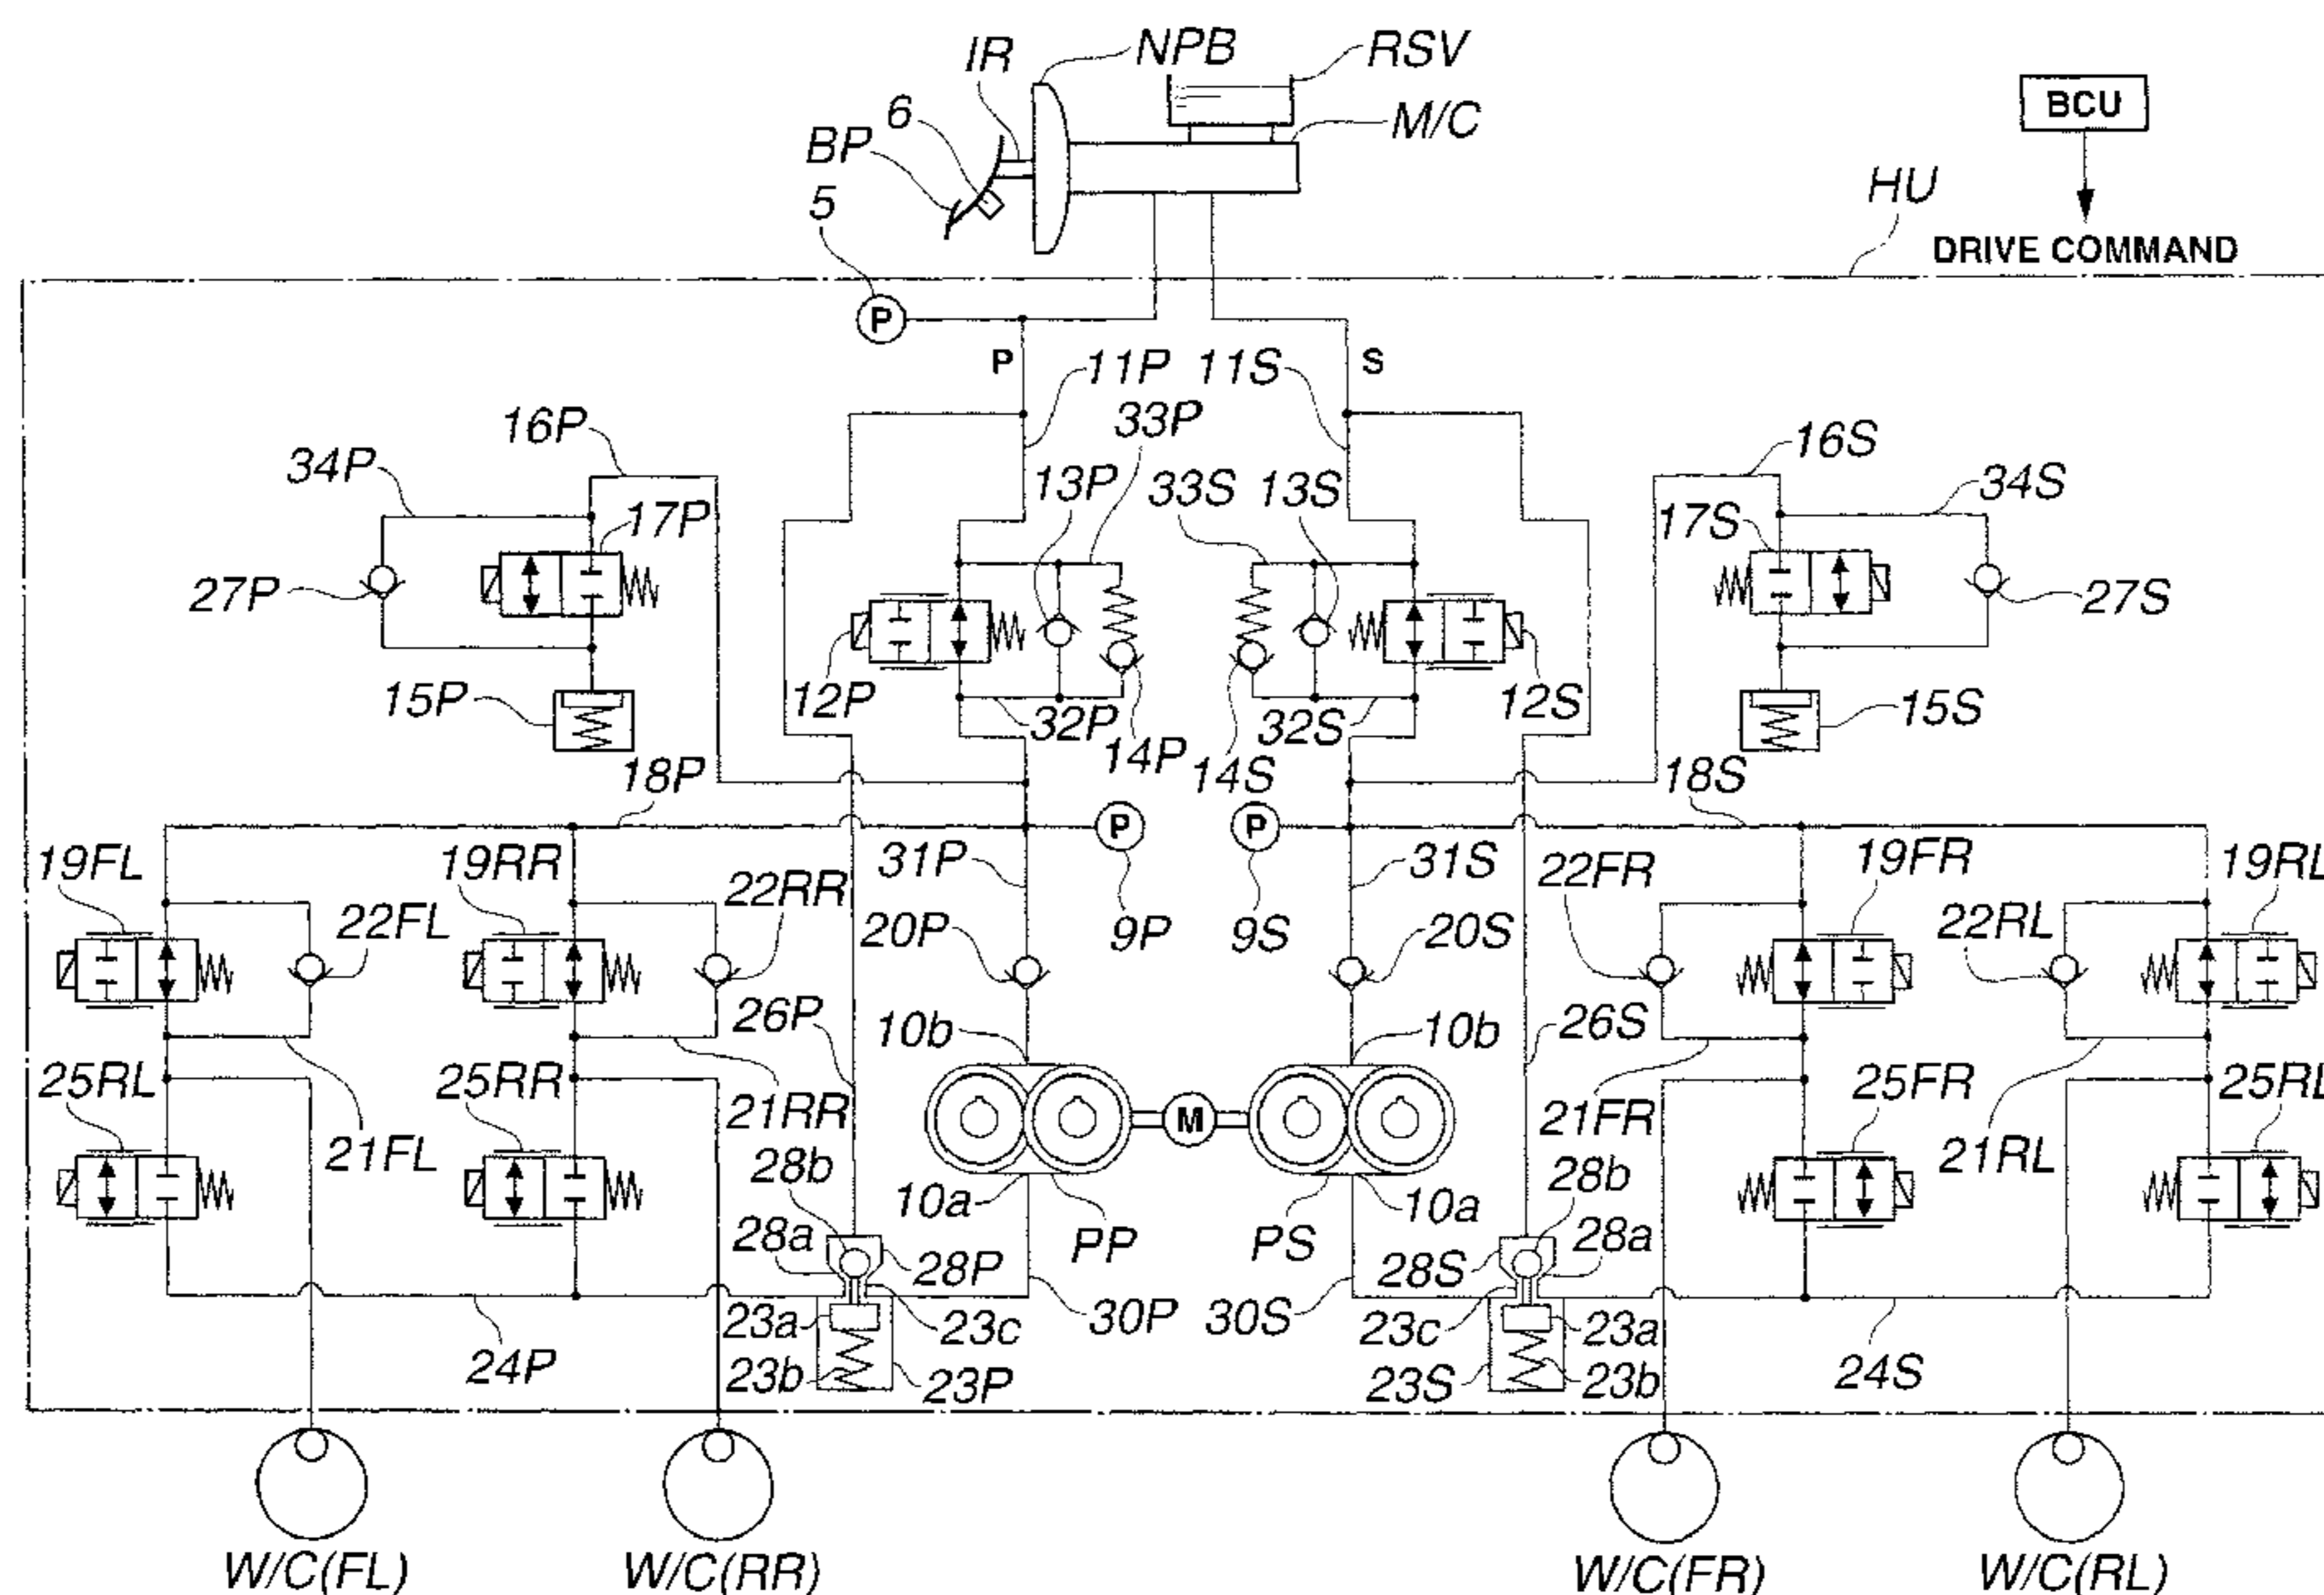 IR
NPB
RSV
BCU
6
M/C
BP
5
HU
DRIVE COMMAND
P
P
11P
11S
S
33P
16P
16S
34P
13P
33S
13S
34S
17P
17S
27P
27S
15P
12P
32P
32S
12S
15S
14P
14S
18P
18S
P
P
19FL
19RR
31P
31S
22FR
19FR
19RL
22FL
22RR
20P
9P
9S
20S
22RL
26P
10b
10b
26S
25RL
25RR
25FR
25RL
21RR
M
21FR
21FL
28b
28b
21RL
10a
10a
28a
PP
PS
28a
28P
28S
23a
23c
30P
30S
23c
23a
24P
23b
23P
23S
23b
24S
W/C(FL)
W/C(RR)
W/C(FR)
W/C(RL)